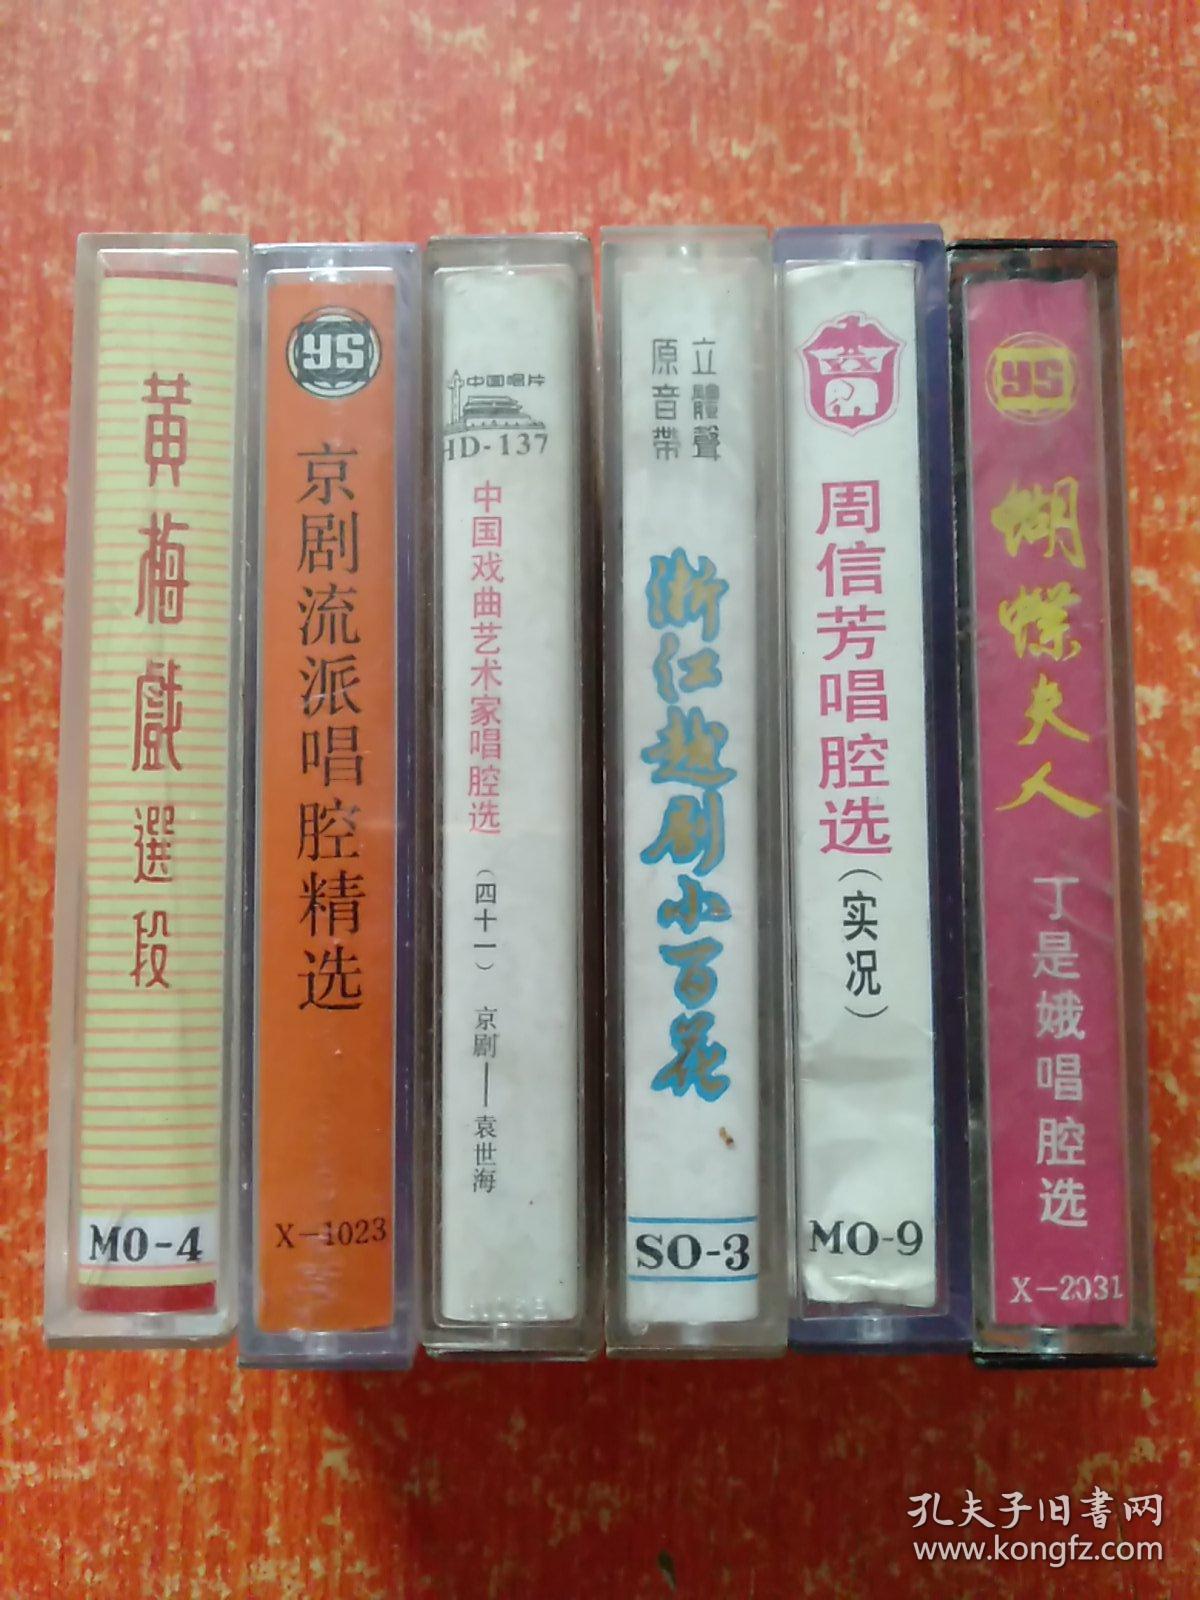 黄梅戲選段
MO-4
YS
京剧流派唱腔精选
X-1023
中国唱片
HD-137
中国戏曲艺术家唱腔选
（四十一）
京剧——袁世海
立體聲
原音帶
浙江越剧小百花
SO-3
周信芳唱腔选（实况）
MO-9
YS
蝴蝶夫人
丁是娥唱腔选
X-2031
孔夫子旧书网
www.kongfz.com